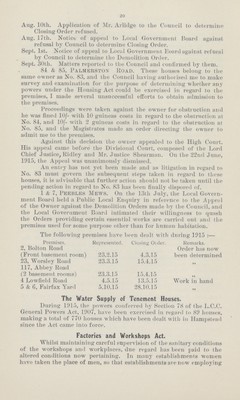 29
Aug. 10th. Application of Mr. Arlidge to the Council to determine
Closing Order refused.
Aug. 17th. Notice of appeal to Local Government Board against
refusal by Council to determine Closing Order.
Sept. 1st. Notice of appeal to Local Government Board against refusal
by Council to determine the Demolition Order.
Sept. 30th. Matters reported to the Council and confirmed by them.
84 & 85, PALMERSTON ROAD. These houses belong to the
same owner as No. 83, and the Council having authorised me to make
survey and examination for the purpose of determining whether any
powers under the Housing Act could be exercised in regard to the
premises, I made several unsuccessful efforts to obtain admission to
the premises.
Proceedings were taken against the owner for obstruction and
he was fined 10/- with 10 guineas costs in regard to the obstruction at
No. 84, and 10/- with 2 guineas costs in regard to the obstruction at
No. 85, and the Magistrate made an order directing the owner to
admit me to the premises.
Against this decision the owner appealed to the High Court.
His appeal came before the Divisional Court, composed of the Lord
Chief Justice, Ridley and Mr. Justice Shearman. On the 22nd June,
1915, the Appeal was unanimously dismissed.
The survey has not yet been made and as litigation in regard to
No. 83 must govern the subsequent steps taken in regard to these
houses, it is advisable that further action should not be taken until the
pending action in regard to No. 83 has been finally disposed of.
1 & 7, PERRINS MEWS. On the 15th July, the Local Govern-
ment Board held a Public Local Enquiry in reference to the Appeal
of the Owner against the Demolition Orders made by the Council, and
the Local Government Board intimated their willingness to quash
the Orders providing certain essential works are carried out and the
premises used for some purpose other than for human habitation.
The following premises have been dealt with during 1915 —
Premises. Represented. Closing Order. Remarks.
2, Bolton Road Order has now
(Front basement room) 25.2.15 4.3.15 been determined
23, Worsley Road 25.3.15 15.4.15 ,,
117, Abbey Road
(2 basement rooms) 25.3.15 15.4.15 ,,
4 Lowfield Road 4.5.15 13.5.15 Work in hand
5 & 6, Fairfax Yard 5.10.15 28.10.15 ,,
The Water Supply of Tenement Houses.
During 1915, the powers conferred by Section 78 of the L.C.C.
General Powers Act, 1907, have been exercised in regard to 89 houses,
making a total of 770 houses which have been dealt with in Hampstead
since the Act came into force.
Factories and Workshops Act.
Whilst maintaining careful supervision of the sanitary conditions
of the workshops and workplaces, due regard has been paid to the
altered conditions now pertaining. In many establishments women
have taken the place of men, so that establishments are now employing